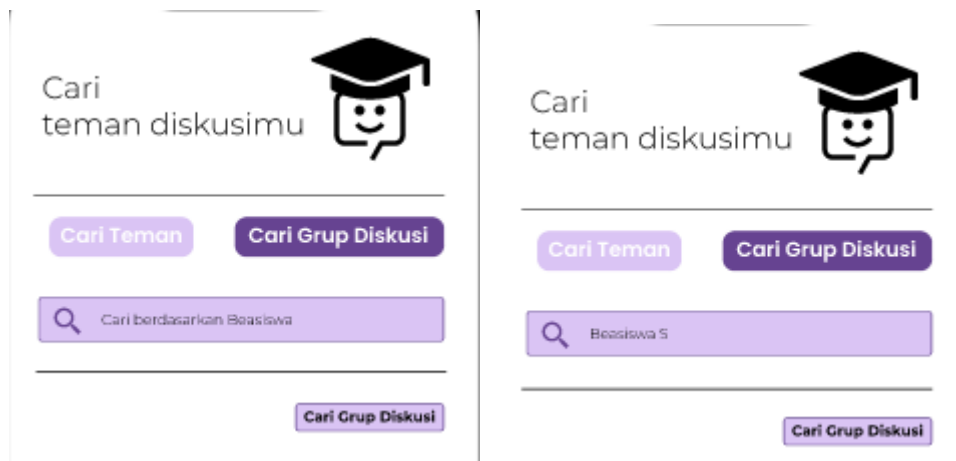 Cari
teman diskusimu
Cari Teman
Cari Grup Diskusi
Cari berdasarkan Beasiswa
Cari Grup Diskusi
Cari
teman diskusimu
Cari Teman
Cari Grup Diskusi
Beasiswa S
Cari Grup Diskusi